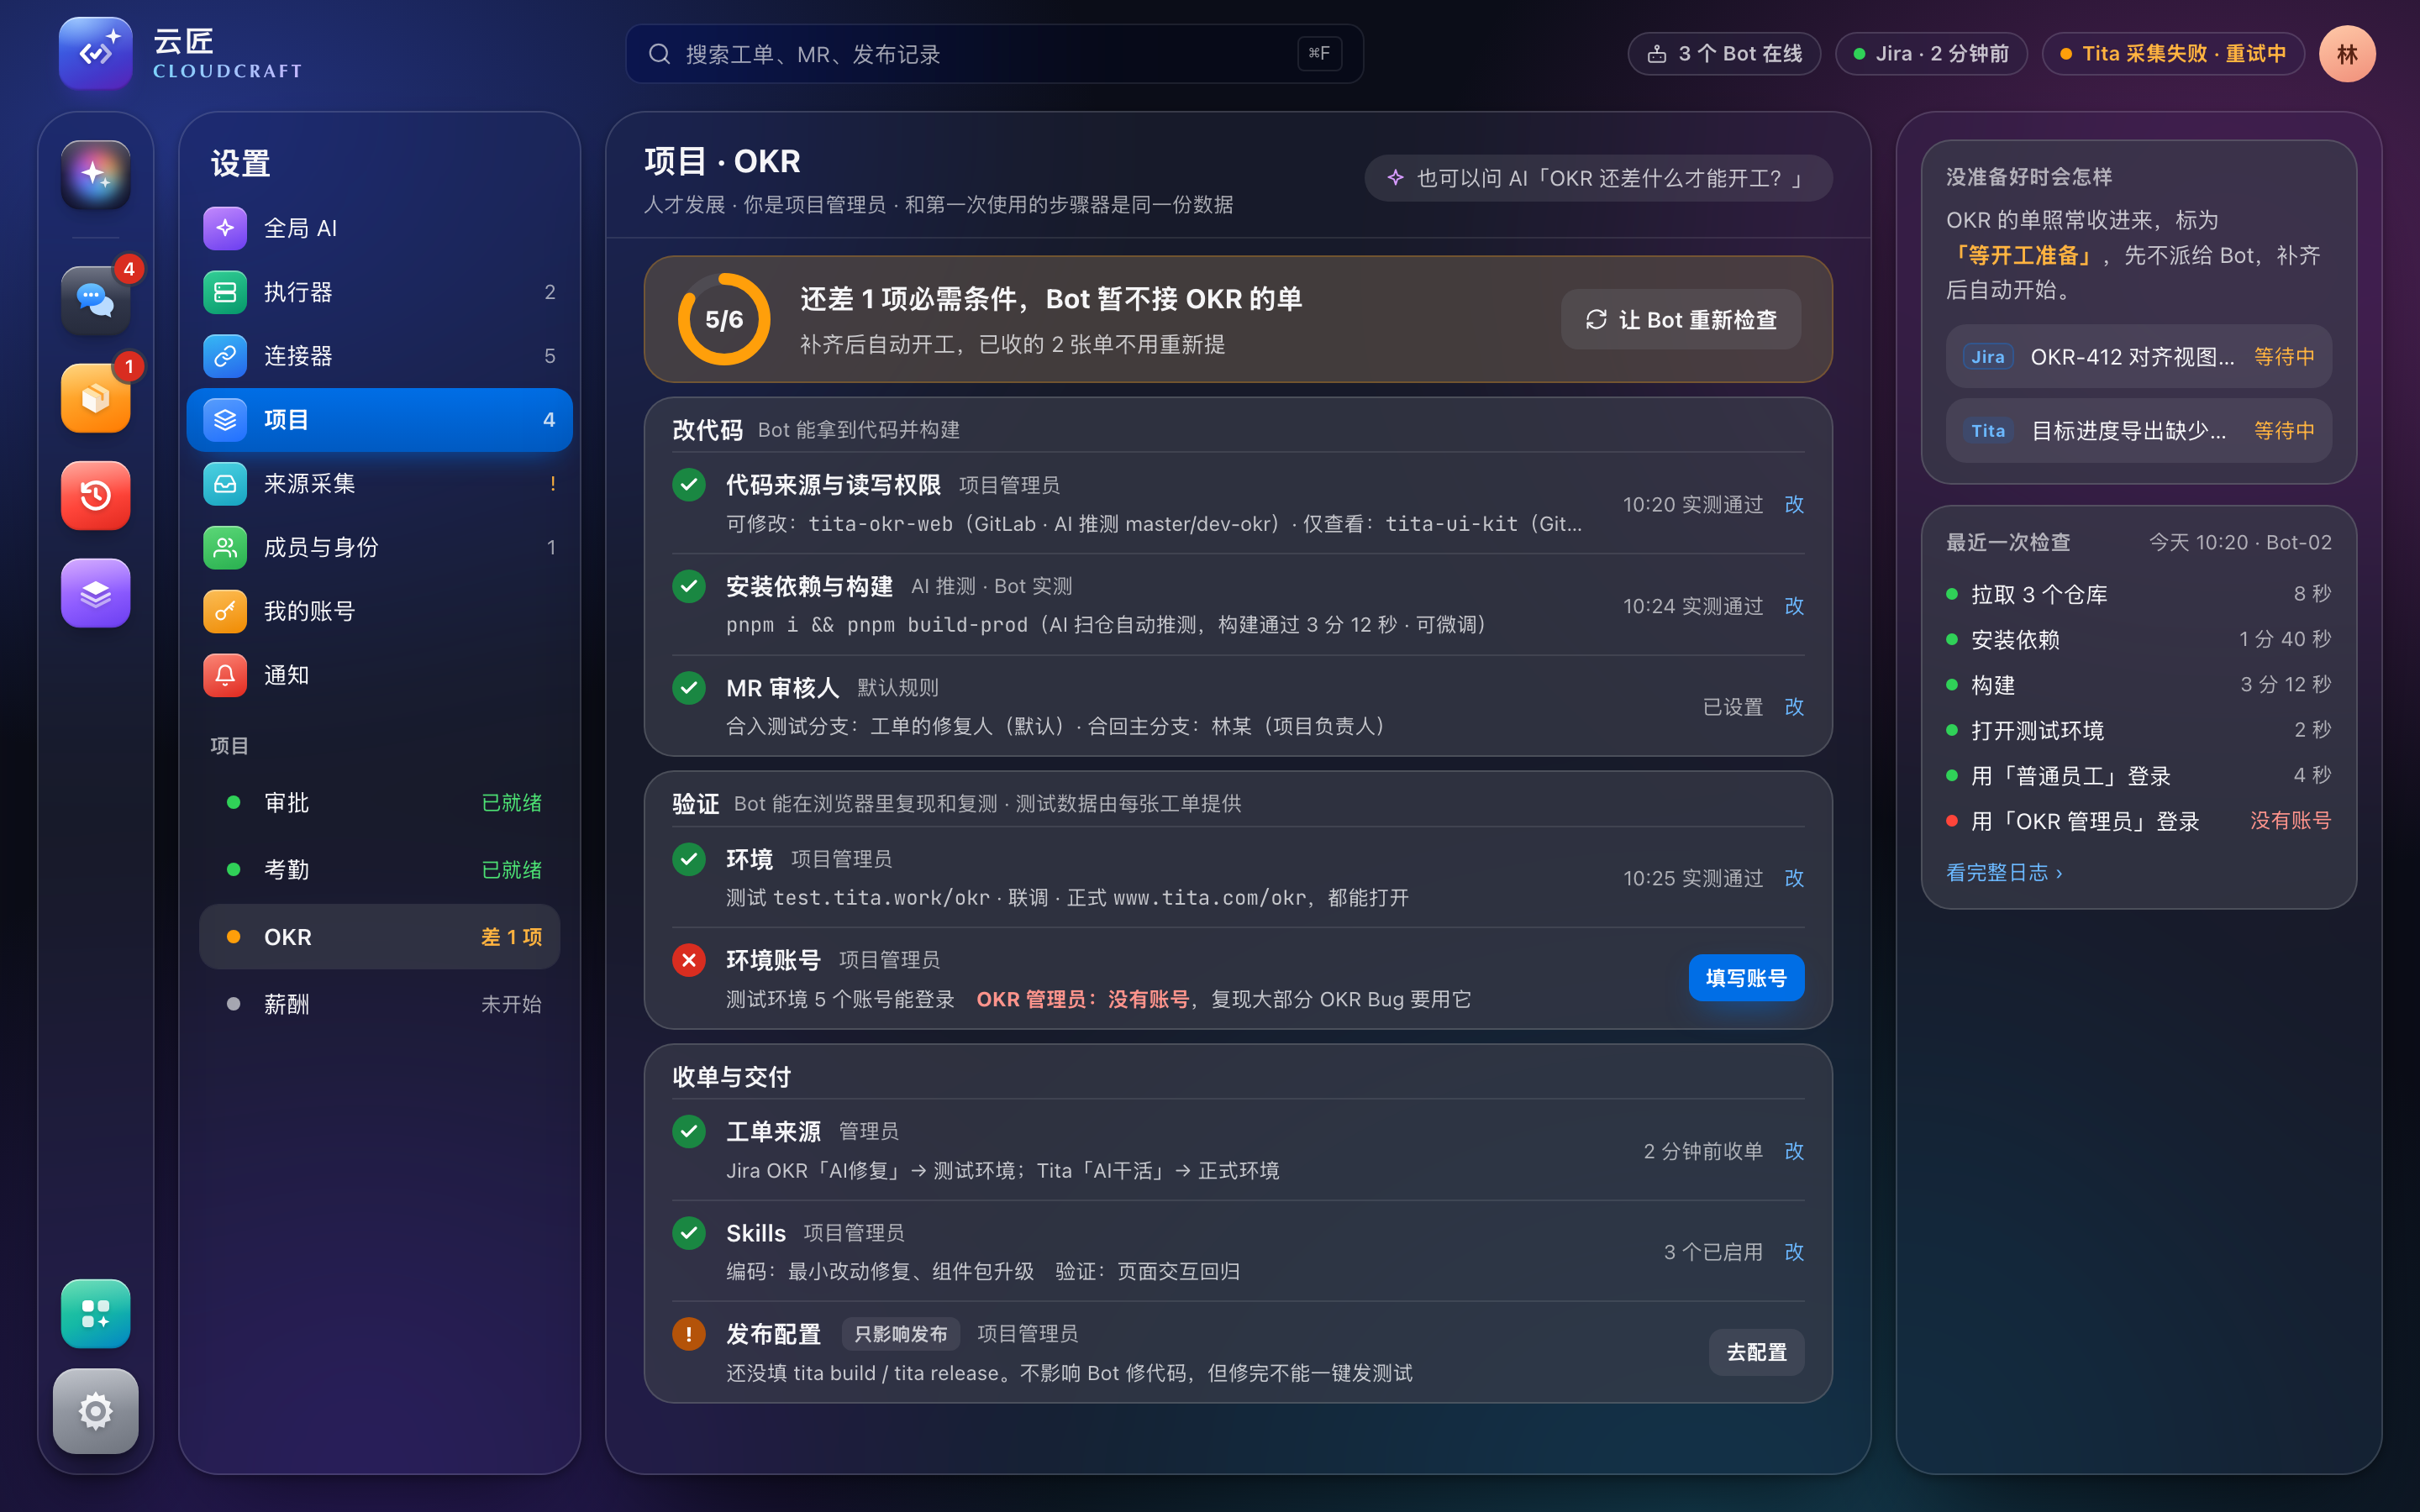 云匠
CLOUDCRAFT
搜索工单、MR、发布记录
⌘F
3 个 Bot 在线
Jira · 2 分钟前
Tita 采集失败 · 重试中
林
4
1
设置
全局 AI
执行器 2
连接器 5
项目 4
来源采集 !
成员与身份 1
我的账号
通知
项目
审批 已就绪
考勤 已就绪
OKR 差 1 项
薪酬 未开始
项目 · OKR
人才发展 · 你是项目管理员 · 和第一次使用的步骤器是同一份数据
也可以问 AI「OKR 还差什么才能开工？」
5/6
还差 1 项必需条件，Bot 暂不接 OKR 的单
补齐后自动开工，已收的 2 张单不用重新提
让 Bot 重新检查
改代码 Bot 能拿到代码并构建
代码来源与读写权限 项目管理员
可修改：tita-okr-web（GitLab · AI 推测 master/dev-okr）· 仅查看：tita-ui-kit（Git...
10:20 实测通过 改
安装依赖与构建 AI 推测 · Bot 实测
pnpm i && pnpm build-prod（AI 扫仓自动推测，构建通过 3 分 12 秒 · 可微调）
10:24 实测通过 改
MR 审核人 默认规则
合入测试分支：工单的修复人（默认）· 合回主分支：林某（项目负责人）
已设置 改
验证 Bot 能在浏览器里复现和复测 · 测试数据由每张工单提供
环境 项目管理员
测试 test.tita.work/okr · 联调 · 正式 www.tita.com/okr，都能打开
10:25 实测通过 改
环境账号 项目管理员
测试环境 5 个账号能登录 OKR 管理员：没有账号，复现大部分 OKR Bug 要用它
填写账号
收单与交付
工单来源 管理员
Jira OKR「AI修复」→ 测试环境；Tita「AI干活」→ 正式环境
2 分钟前收单 改
Skills 项目管理员
编码：最小改动修复、组件包升级 验证：页面交互回归
3 个已启用 改
发布配置 只影响发布 项目管理员
还没填 tita build / tita release。不影响 Bot 修代码，但修完不能一键发测试
去配置
没准备好时会怎样
OKR 的单照常收进来，标为
「等开工准备」，先不派给 Bot，补齐
后自动开始。
Jira OKR-412 对齐视图... 等待中
Tita 目标进度导出缺少... 等待中
最近一次检查 今天 10:20 · Bot-02
拉取 3 个仓库 8 秒
安装依赖 1 分 40 秒
构建 3 分 12 秒
打开测试环境 2 秒
用「普通员工」登录 4 秒
用「OKR 管理员」登录 没有账号
看完整日志 ›